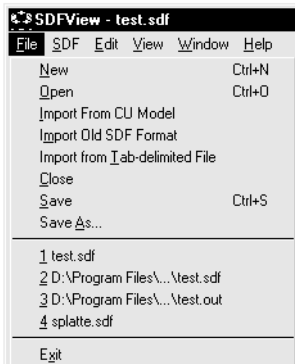 SDFView - test.sdf
File SDF Edit View Window Help
New Ctrl+N
Open Ctrl+O
Import From CU Model
Import Old SDF Format
Import from Tab-delimited File
Close
Save Ctrl+S
Save As...
1 test.sdf
2 D:\Program Files\...\test.sdf
3 D:\Program Files\...\test.out
4 splatte.sdf
Exit